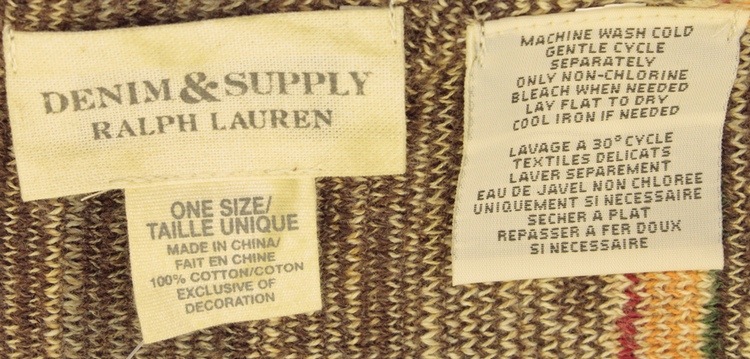 DENIM & SUPPLY
RALPH LAUREN
ONE SIZE/
TAILLE UNIQUE
MADE IN CHINA/
FAIT EN CHINE
100% COTTON/COTON
EXCLUSIVE OF
DECORATION
MACHINE WASH COLD
GENTLE CYCLE
SEPARATELY
ONLY NON-CHLORINE
BLEACH WHEN NEEDED
LAY FLAT TO DRY
COOL IRON IF NEEDED
LAVAGE A 30° CYCLE
TEXTILES DELICATS
LAVER SEPAREMENT
EAU DE JAVEL NON CHLOREE
UNIQUEMENT SI NECESSAIRE
SECHER A PLAT
REPASSER A FER DOUX
SI NECESSAIRE